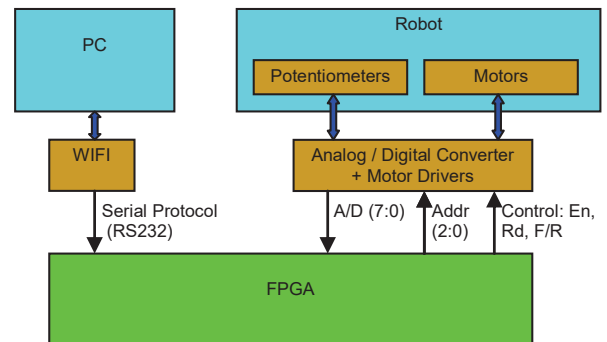 PC
Robot
Potentiometers
Motors
WIFI
Analog / Digital Converter
+ Motor Drivers
Serial Protocol
(RS232)
A/D (7:0)
Addr
(2:0)
Control: En,
Rd, F/R
FPGA